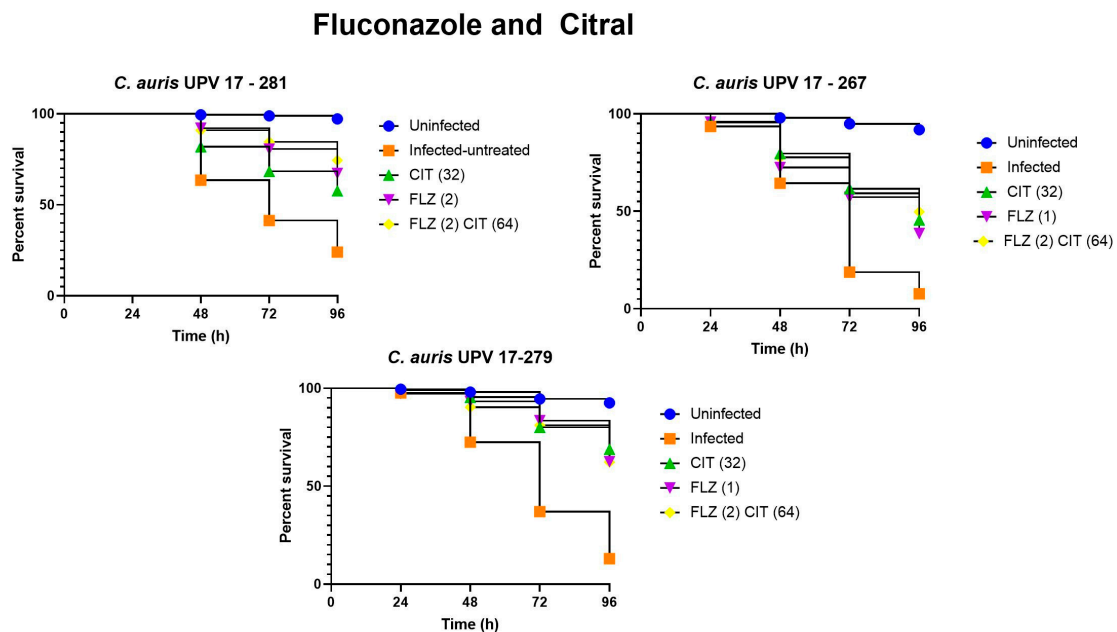 Fluconazole and Citral
C. auris UPV 17 - 281
Percent survival
100
50
0
0 24 48 72 96
Time (h)
Uninfected
Infected-untreated
CIT (32)
FLZ (2)
FLZ (2) CIT (64)
C. auris UPV 17 - 267
Percent survival
100
50
0
0 24 48 72 96
Time (h)
Uninfected
Infected
CIT (32)
FLZ (1)
FLZ (2) CIT (64)
C. auris UPV 17-279
Percent survival
100
50
0
0 24 48 72 96
Time (h)
Uninfected
Infected
CIT (32)
FLZ (1)
FLZ (2) CIT (64)